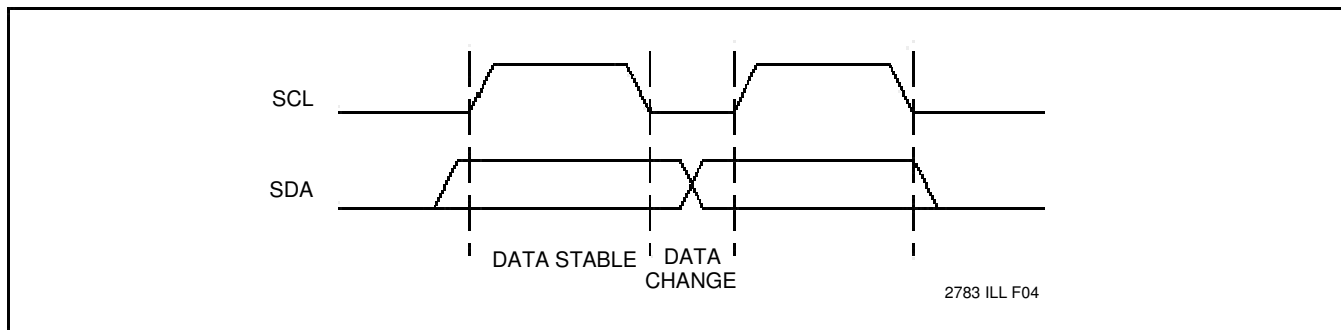 SCL
SDA
DATA STABLE
DATA
CHANGE
2783 ILL F04